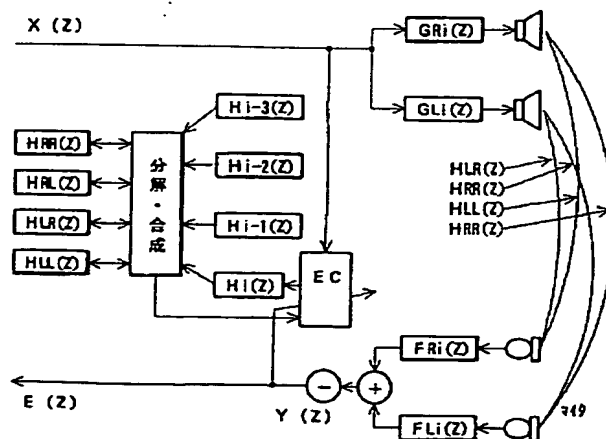 X (Z)
GRi(Z)
GLi(Z)
Hi-3(Z)
HRR(Z)
Hi-2(Z)
HRL(Z)
分解・合成
HLR(Z)
Hi-1(Z)
HLL(Z)
Hi(Z)
EC
HLR(Z)
HRR(Z)
HLL(Z)
HRR(Z)
FRi(Z)
−
+
E (Z)
Y (Z)
FLi(Z)
719